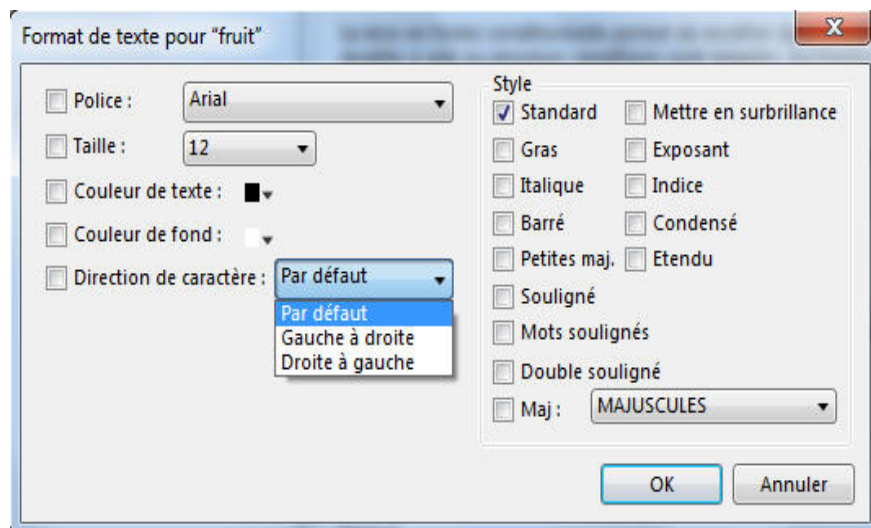 Format de texte pour “fruit”
Police :
Arial
Taille :
12
Couleur de texte :
Couleur de fond :
Direction de caractère :
Par défaut
Par défaut
Gauche à droite
Droite à gauche
Style
Standard
Mettre en surbrillance
Gras
Exposant
Italique
Indice
Barré
Condensé
Petites maj.
Etendu
Souligné
Mots soulignés
Double souligné
Maj :
MAJUSCULES
OK
Annuler